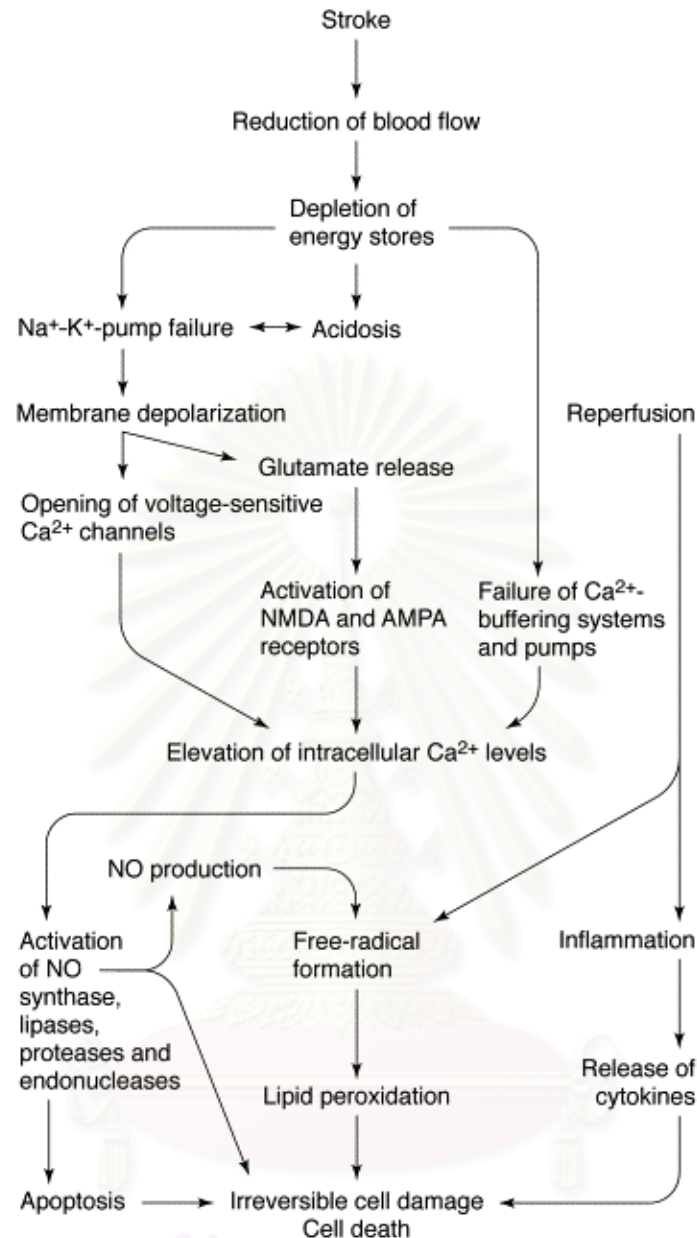 Stroke
Reduction of blood flow
Depletion of
energy stores
Na⁺-K⁺-pump failure
Acidosis
Membrane depolarization
Reperfusion
Glutamate release
Opening of voltage-sensitive
Ca²⁺ channels
Activation of
NMDA and AMPA
receptors
Failure of Ca²⁺-
buffering systems
and pumps
Elevation of intracellular Ca²⁺ levels
NO production
Activation
of NO
synthase,
lipases,
proteases and
endonucleases
Free-radical
formation
Inflammation
Lipid peroxidation
Release of
cytokines
Apoptosis
Irreversible cell damage
Cell death